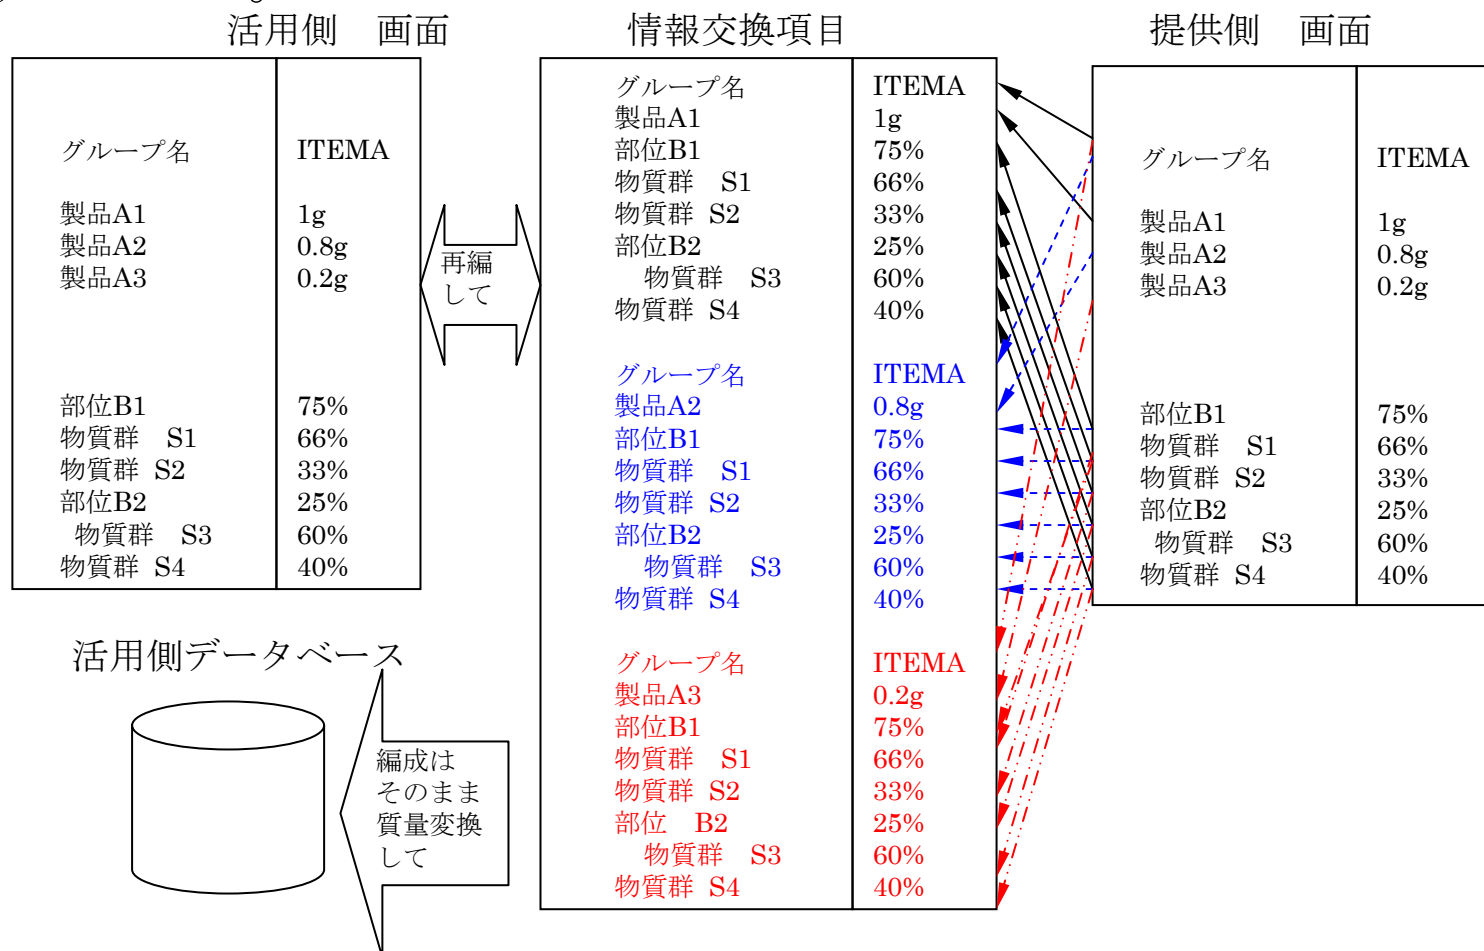 活用側　画面
グループ名 ITEMA
製品A1 1g
製品A2 0.8g
製品A3 0.2g
部位B1 75%
物質群　S1 66%
物質群 S2 33%
部位B2 25%
物質群　S3 60%
物質群 S4 40%
再編
して
情報交換項目
グループ名 ITEMA
製品A1 1g
部位B1 75%
物質群　S1 66%
物質群 S2 33%
部位B2 25%
物質群　S3 60%
物質群 S4 40%
グループ名 ITEMA
製品A2 0.8g
部位B1 75%
物質群　S1 66%
物質群 S2 33%
部位B2 25%
物質群　S3 60%
物質群 S4 40%
グループ名 ITEMA
製品A3 0.2g
部位B1 75%
物質群　S1 66%
物質群 S2 33%
部位　B2 25%
物質群　S3 60%
物質群 S4 40%
提供側　画面
グループ名 ITEMA
製品A1 1g
製品A2 0.8g
製品A3 0.2g
部位B1 75%
物質群　S1 66%
物質群 S2 33%
部位B2 25%
物質群　S3 60%
物質群 S4 40%
活用側データベース
編成は
そのまま
質量変換
して